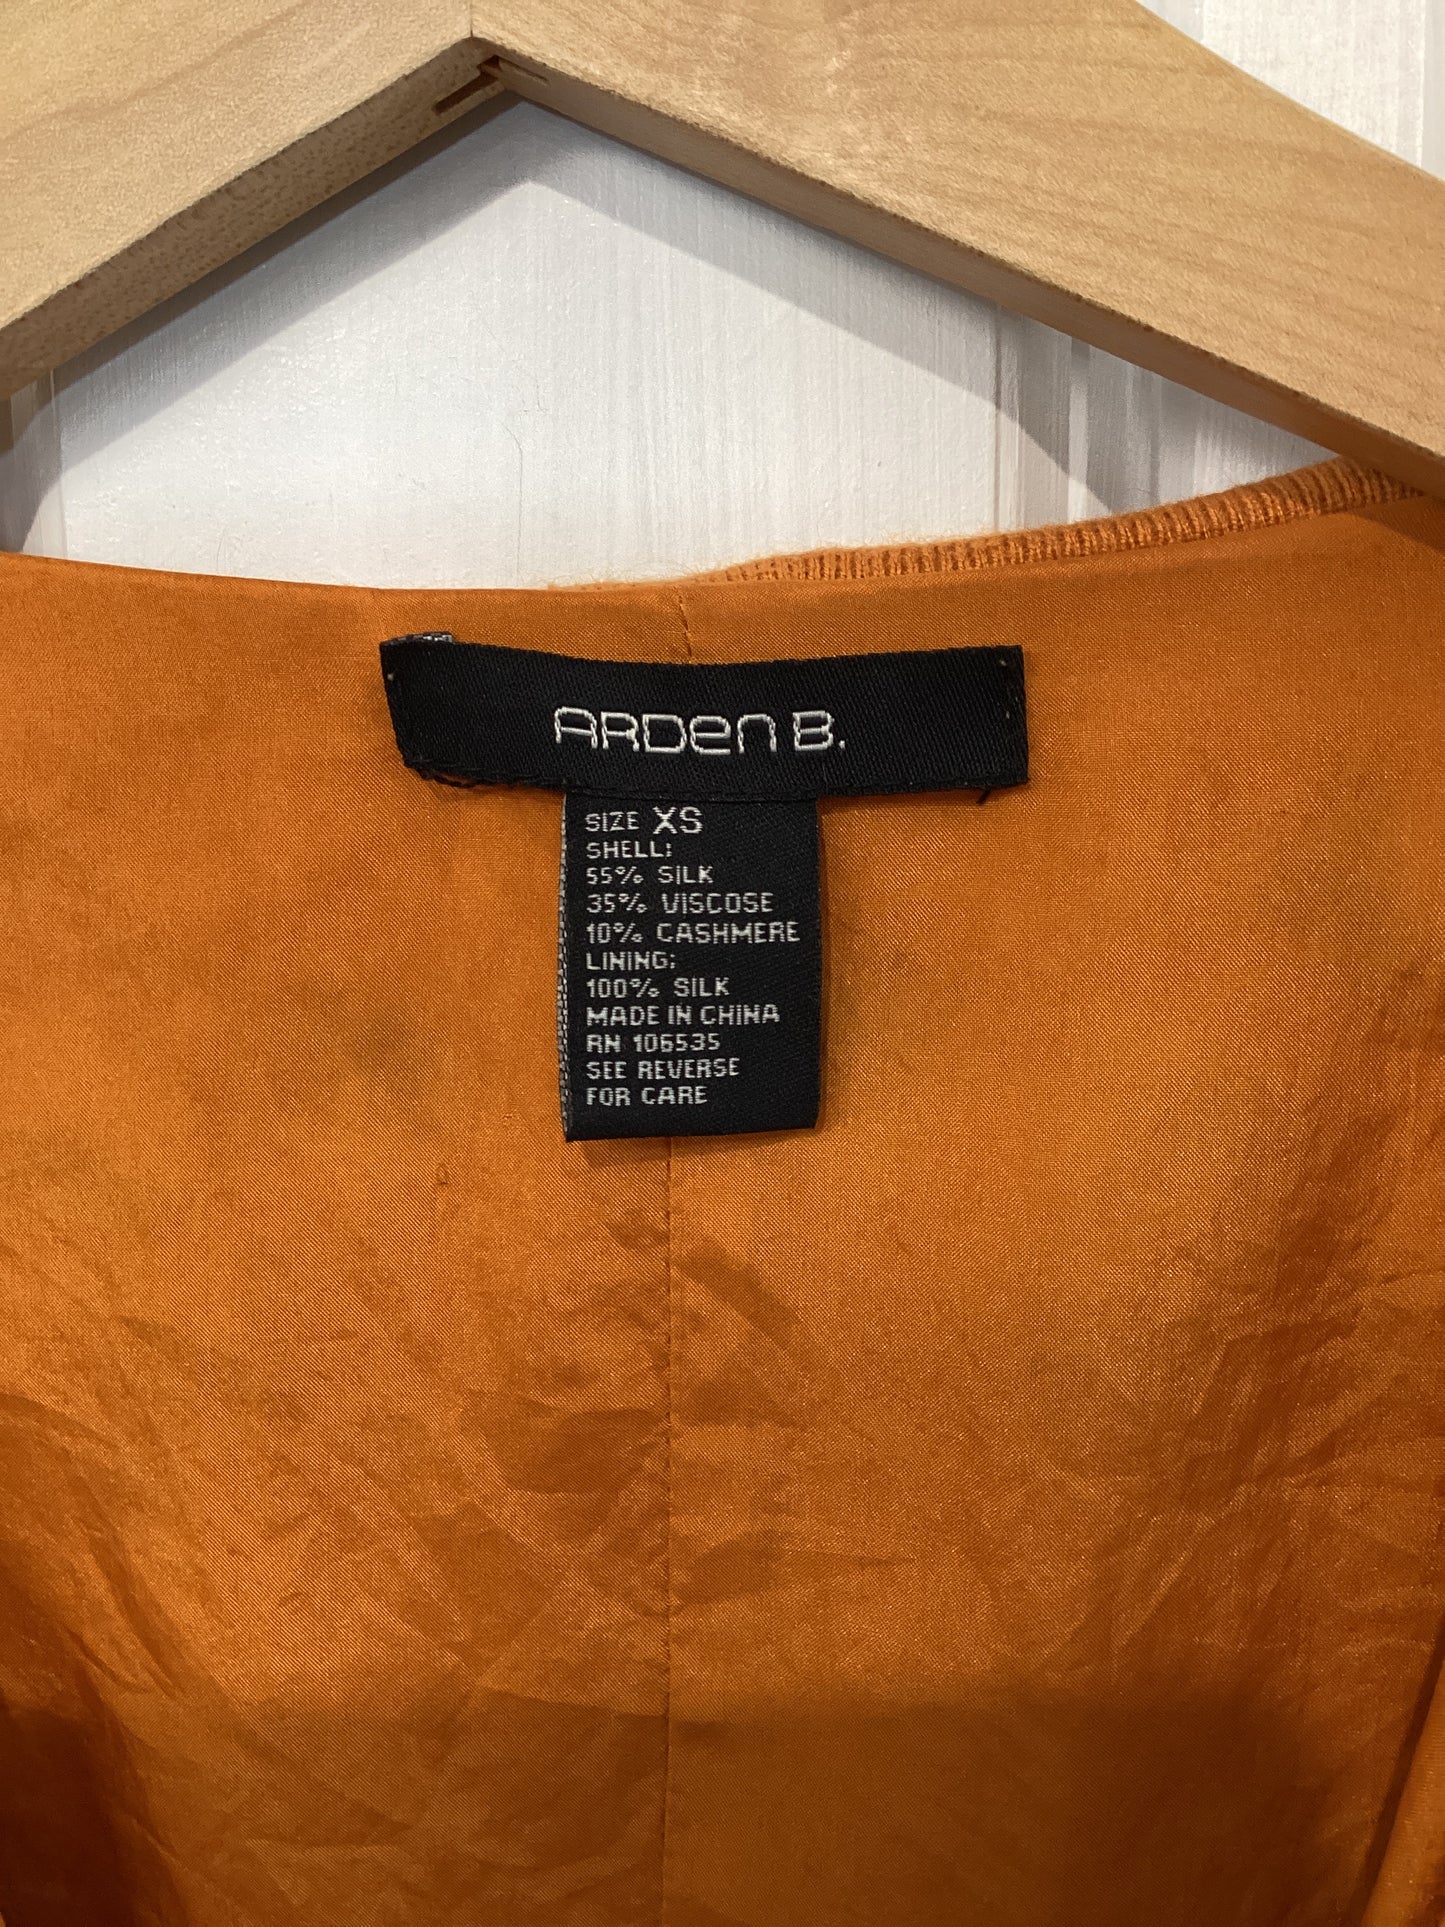 ARDen B.
SIZE XS
SHELL:
55% SILK
35% VISCOSE
10% CASHMERE
LINING:
100% SILK
MADE IN CHINA
RN 106535
SEE REVERSE
FOR CARE